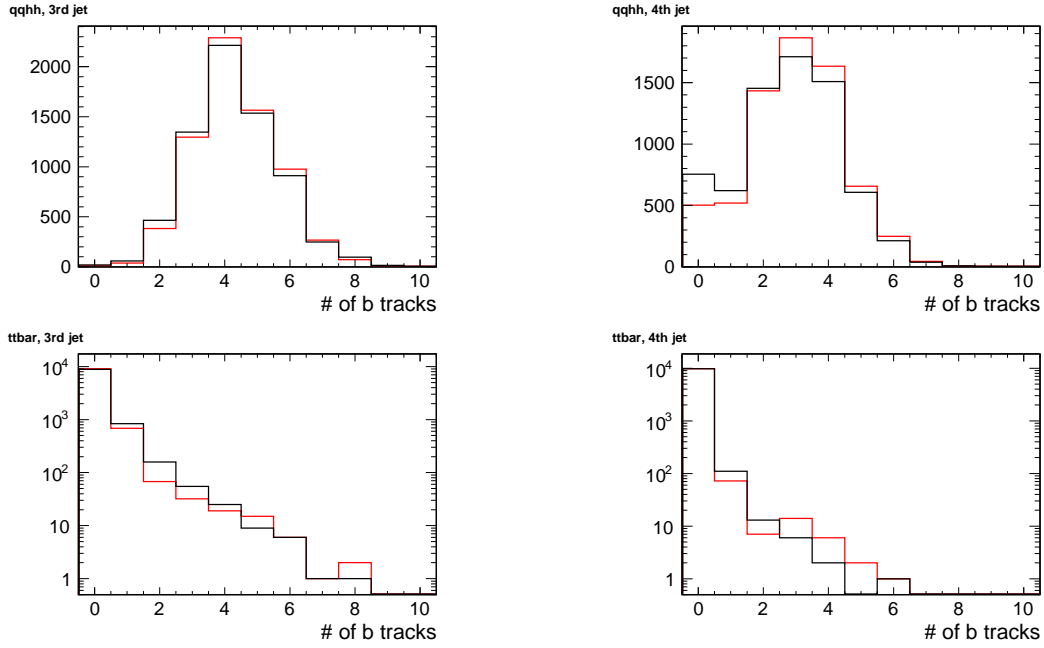 qqhh, 3rd jet
2000
1500
1000
500
0
0 2 4 6 8 10
# of b tracks
qqhh, 4th jet
1500
1000
500
0
0 2 4 6 8 10
# of b tracks
ttbar, 3rd jet
10^4
10^3
10^2
10
1
0 2 4 6 8 10
# of b tracks
ttbar, 4th jet
10^4
10^3
10^2
10
1
0 2 4 6 8 10
# of b tracks